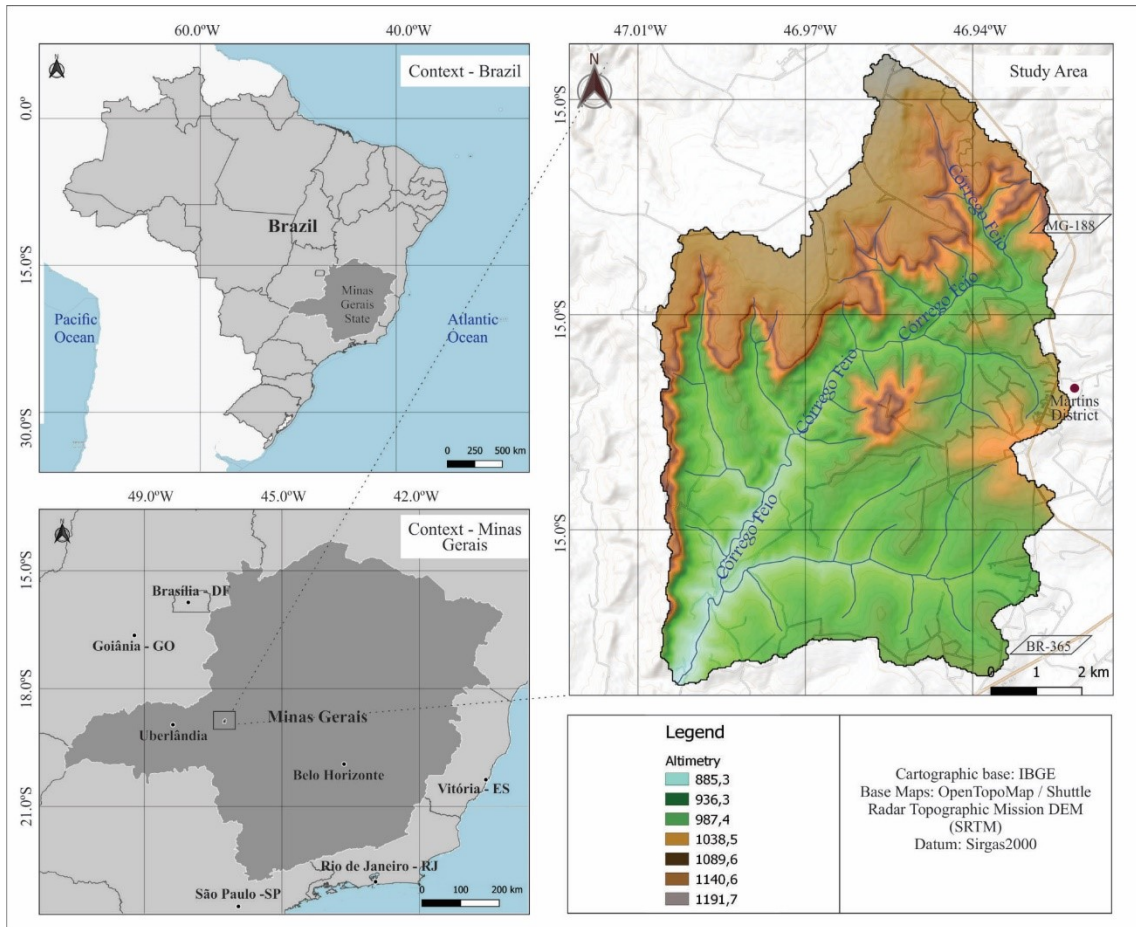 60.0ºW
40.0ºW
N
Context - Brazil
0.0º
15.0ºS
30.0ºS
Brazil
Minas
Gerais
State
Pacific
Ocean
Atlantic
Ocean
0 250 500 km
49.0ºW
45.0ºW
42.0ºW
N
Context - Minas
Gerais
15.0ºS
18.0ºS
21.0ºS
Brasília - DF
Goiânia - GO
Minas Gerais
Uberlândia
Belo Horizonte
Vitória - ES
Rio de Janeiro - RJ
São Paulo -SP
0 100 200 km
47.01ºW
46.97ºW
46.94ºW
N
Study Area
15.0ºS
15.0ºS
15.0ºS
Corrego Feio
MG-188
Corrego Feio
Corrego Feio
Martins
District
Corrego Feio
BR-365
0 1 2 km
Legend
Altimetry
885,3
936,3
987,4
1038,5
1089,6
1140,6
1191,7
Cartographic base: IBGE
Base Maps: OpenTopoMap / Shuttle
Radar Topographic Mission DEM
(SRTM)
Datum: Sirgas2000